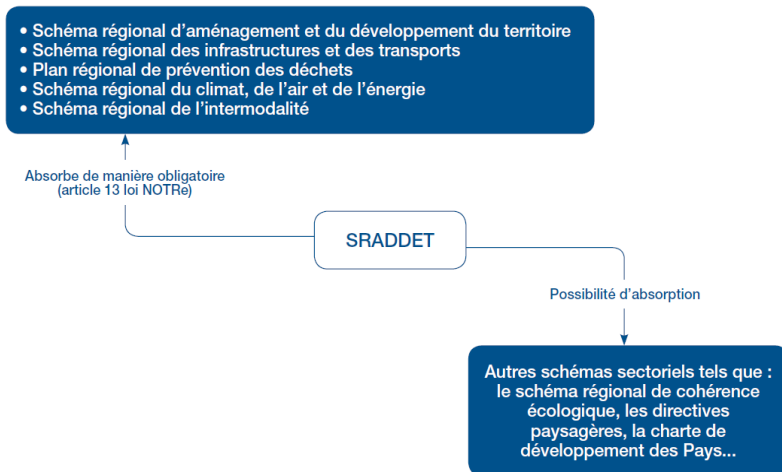 • Schéma régional d’aménagement et du développement du territoire
• Schéma régional des infrastructures et des transports
• Plan régional de prévention des déchets
• Schéma régional du climat, de l’air et de l’énergie
• Schéma régional de l’intermodalité
Absorbe de manière obligatoire
(article 13 loi NOTRe)
SRADDET
Possibilité d’absorption
Autres schémas sectoriels tels que :
le schéma régional de cohérence
écologique, les directives
paysagères, la charte de
développement des Pays...